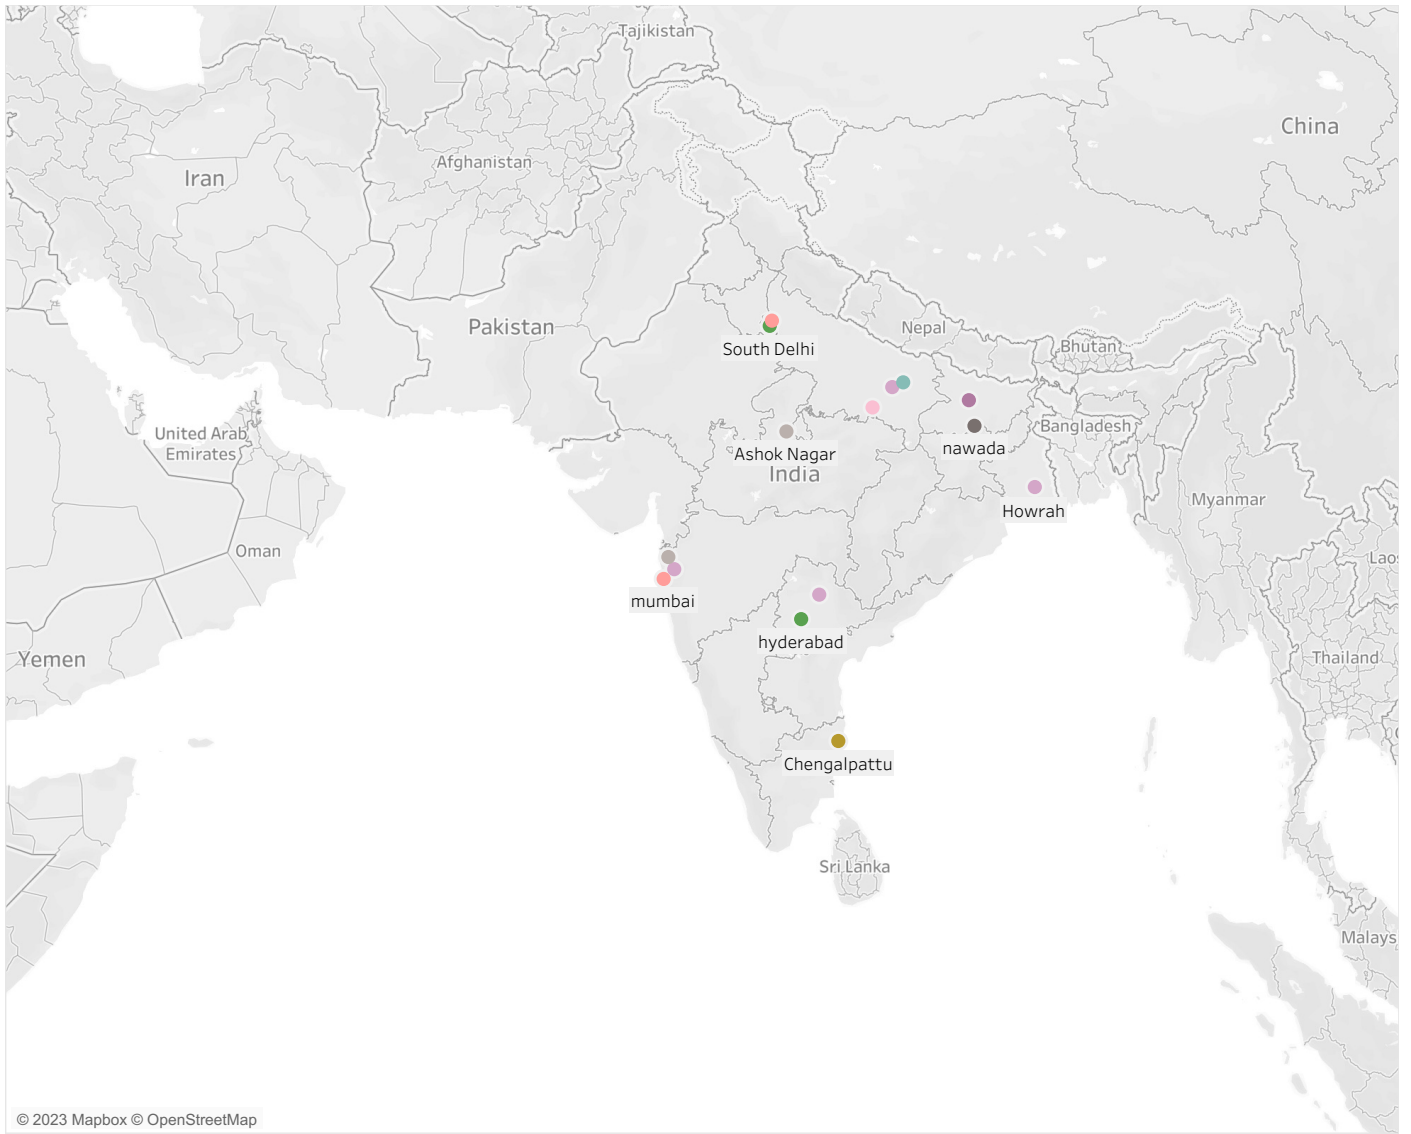 Tajikistan
China
Afghanistan
Iran
Pakistan
Nepal
South Delhi
Bhutan
United Arab
Emirates
Bangladesh
nawada
Ashok Nagar
India
Myanmar
Howrah
Oman
Laos
mumbai
hyderabad
Yemen
Thailand
Chengalpattu
Sri Lanka
Malays
© 2023 Mapbox © OpenStreetMap